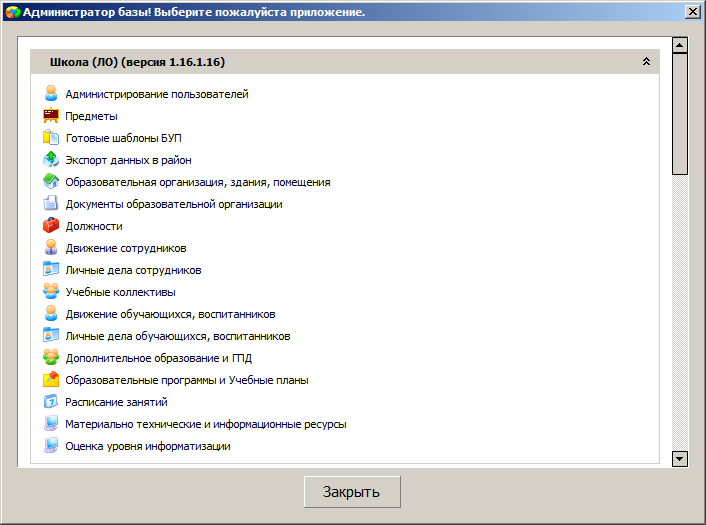 Администратор базы! Выберите пожалуйста приложение.
Школа (ЛО) (версия 1.16.1.16)
Администрирование пользователей
Предметы
Готовые шаблоны БУП
Экспорт данных в район
Образовательная организация, здания, помещения
Документы образовательной организации
Должности
Движение сотрудников
Личные дела сотрудников
Учебные коллективы
Движение обучающихся, воспитанников
Личные дела обучающихся, воспитанников
Дополнительное образование и ГПД
Образовательные программы и Учебные планы
Расписание занятий
Материально технические и информационные ресурсы
Оценка уровня информатизации
Закрыть